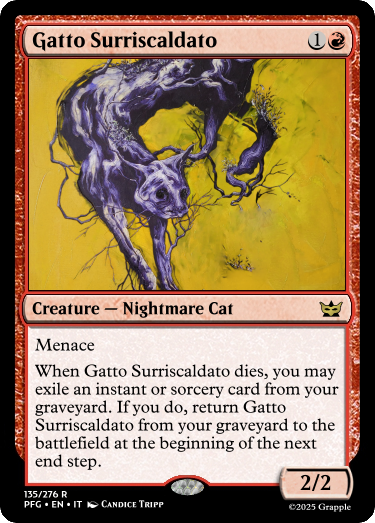 Gatto Surriscaldato 1
Creature — Nightmare Cat
Menace
When Gatto Surriscaldato dies, you may
exile an instant or sorcery card from your
graveyard. If you do, return Gatto
Surriscaldato from your graveyard to the
battlefield at the beginning of the next
end step.
2/2
135/276 R
PFG • EN • IT CANDICE TRIPP
©2025 Grapple